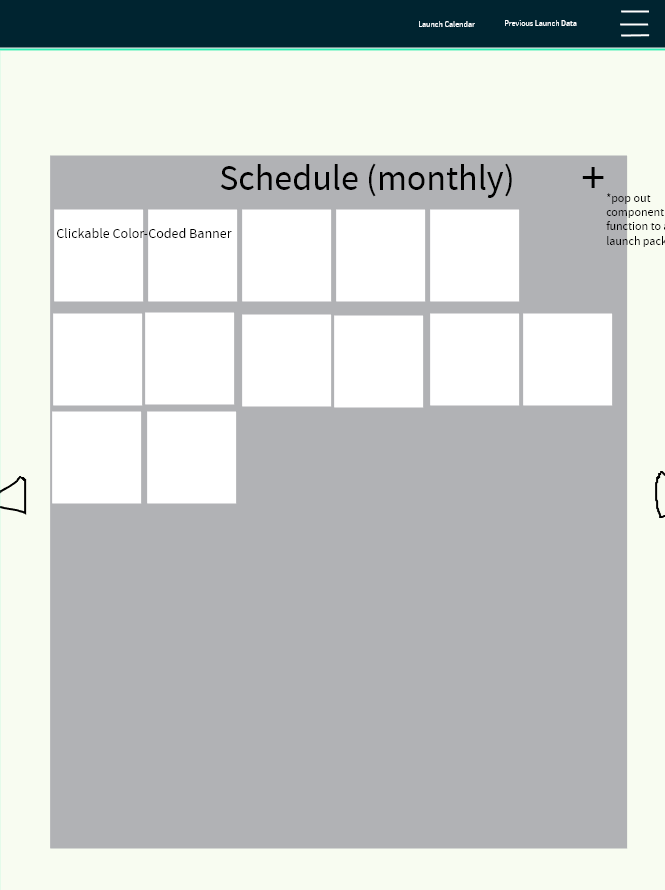 Launch Calendar Previous Launch Data
Schedule (monthly) +
*pop out
component
function to
launch pack
Clickable Color-Coded Banner